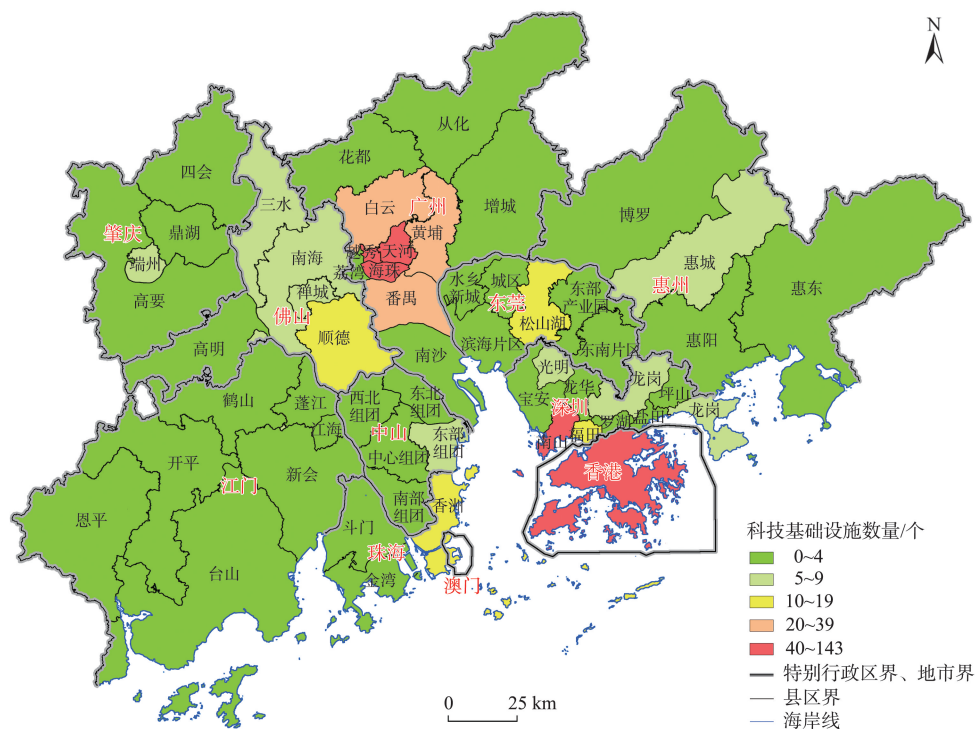 N
从化
花都
四会
三水
白云
广州
增城
博罗
肇庆
鼎湖
黄埔
南海
越秀
天河
端州
荔湾
海珠
惠城
惠州
惠东
高要
禅城
番禺
水乡
新城
城区
东莞
东部
产业园
佛山
顺德
松山湖
高明
南沙
滨海片区
东南片区
惠阳
光明
鹤山
蓬江
西北
组团
东北
组团
宝安
龙华
龙岗
坪山
深圳
罗湖
盐田
龙岗
江海
中山
东部
组团
南山
福田
开平
新会
中心组团
香港
江门
恩平
南部
组团
香洲
斗门
台山
珠海
金湾
澳门
科技基础设施数量/个
0~4
5~9
10~19
20~39
40~143
特别行政区界、地市界
县区界
海岸线
0 25 km